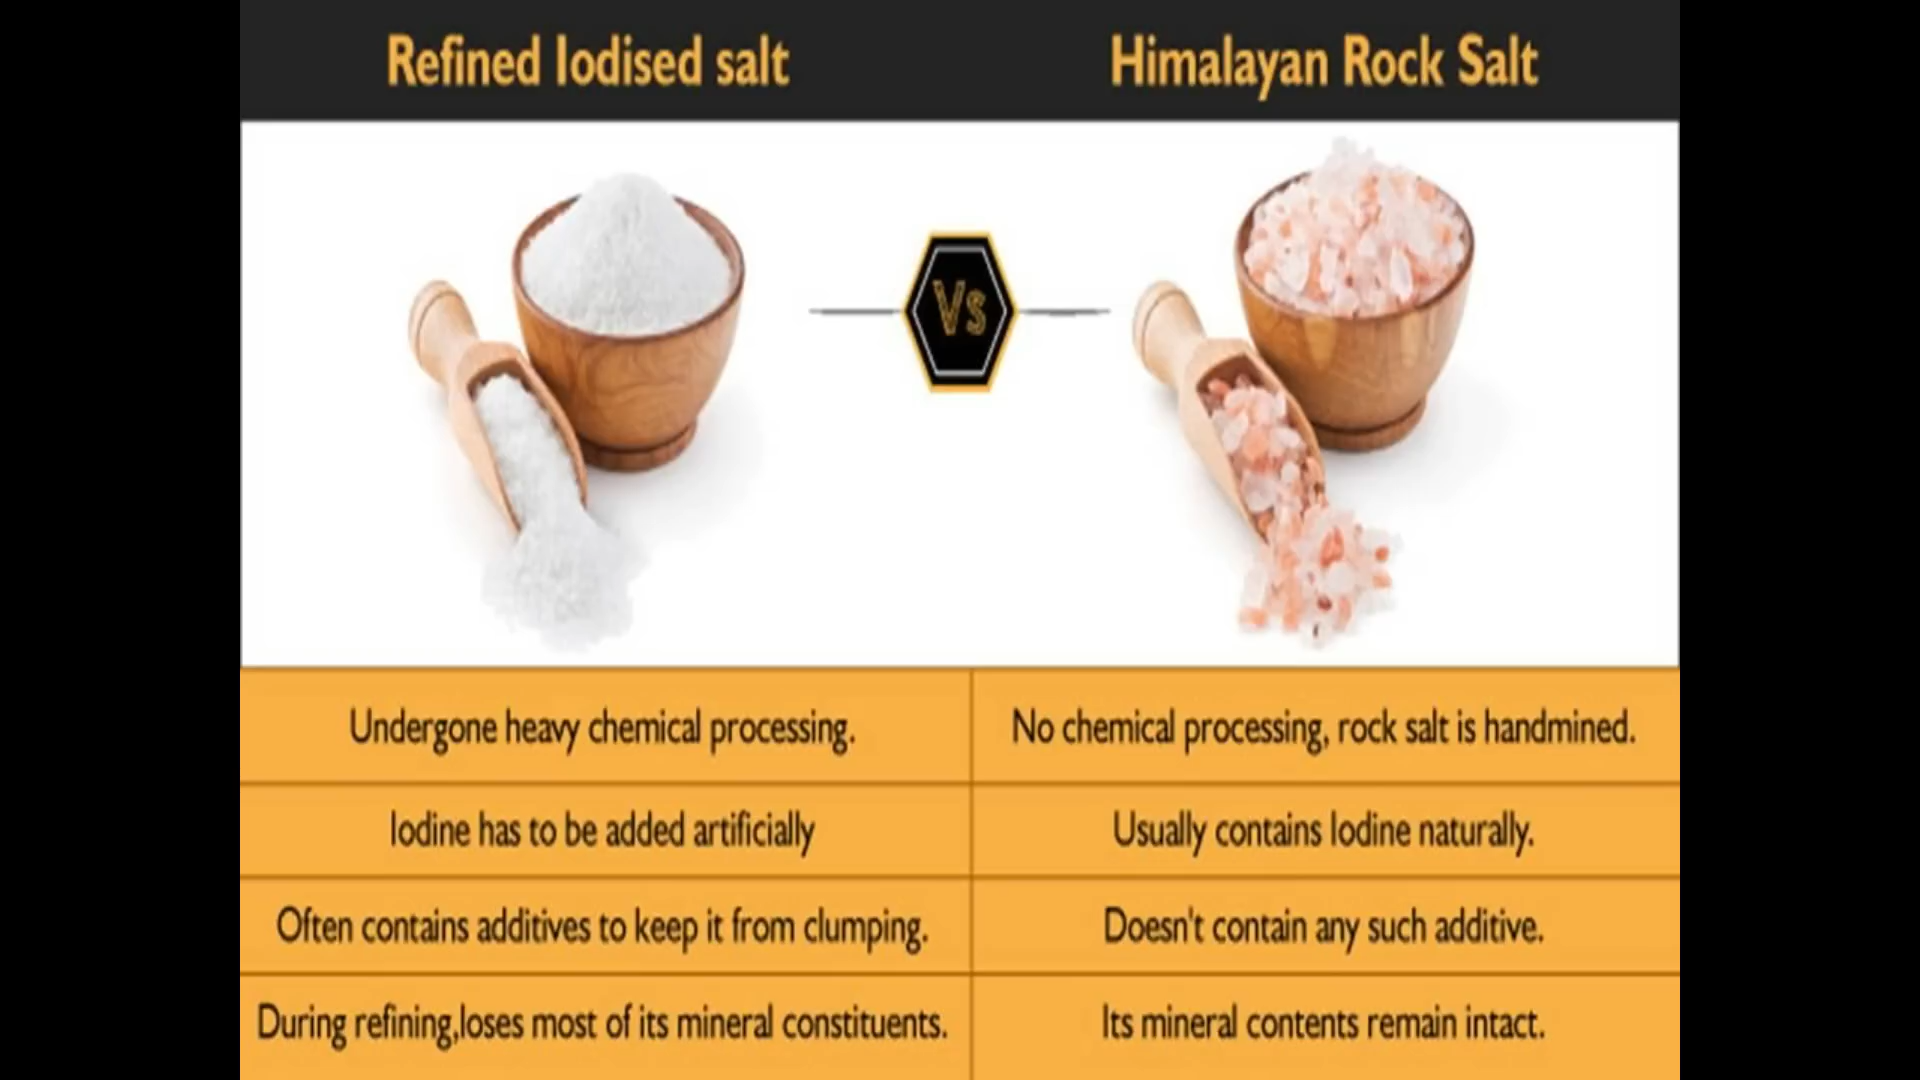 Refined Iodised salt
Himalayan Rock Salt
Vs
Undergone heavy chemical processing.
No chemical processing, rock salt is handmined.
Iodine has to be added artificially
Usually contains Iodine naturally.
Often contains additives to keep it from clumping.
Doesn't contain any such additive.
During refining,loses most of its mineral constituents.
Its mineral contents remain intact.